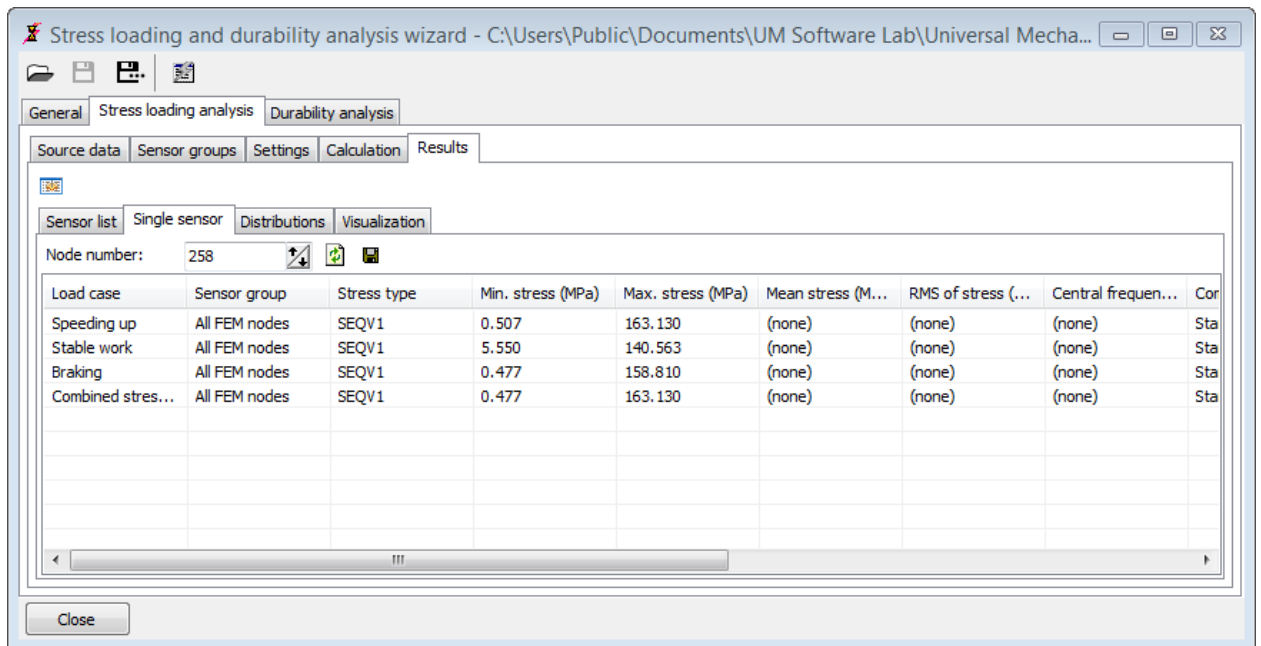 Stress loading and durability analysis wizard - C:\Users\Public\Documents\UM Software Lab\Universal Mecha...
General Stress loading analysis Durability analysis
Source data Sensor groups Settings Calculation Results
Sensor list Single sensor Distributions Visualization
Node number: 258
Load case Sensor group Stress type Min. stress (MPa) Max. stress (MPa) Mean stress (M... RMS of stress (... Central frequen... Cor
Speeding up All FEM nodes SEQV1 0.507 163.130 (none) (none) (none) Sta
Stable work All FEM nodes SEQV1 5.550 140.563 (none) (none) (none) Sta
Braking All FEM nodes SEQV1 0.477 158.810 (none) (none) (none) Sta
Combined stres... All FEM nodes SEQV1 0.477 163.130 (none) (none) (none) Sta
Close